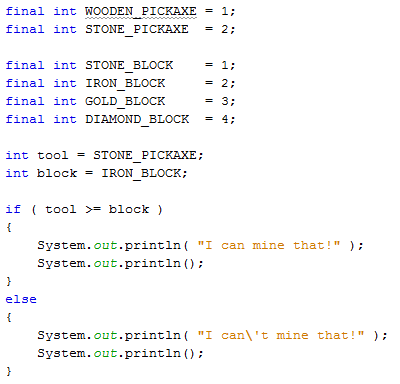 final int WOODEN_PICKAXE = 1;
final int STONE_PICKAXE  = 2;

final int STONE_BLOCK    = 1;
final int IRON_BLOCK     = 2;
final int GOLD_BLOCK     = 3;
final int DIAMOND_BLOCK  = 4;

int tool = STONE_PICKAXE;
int block = IRON_BLOCK;

if ( tool >= block )
{
    System.out.println( "I can mine that!" );
    System.out.println();
}
else
{
    System.out.println( "I can\'t mine that!" );
    System.out.println();
}